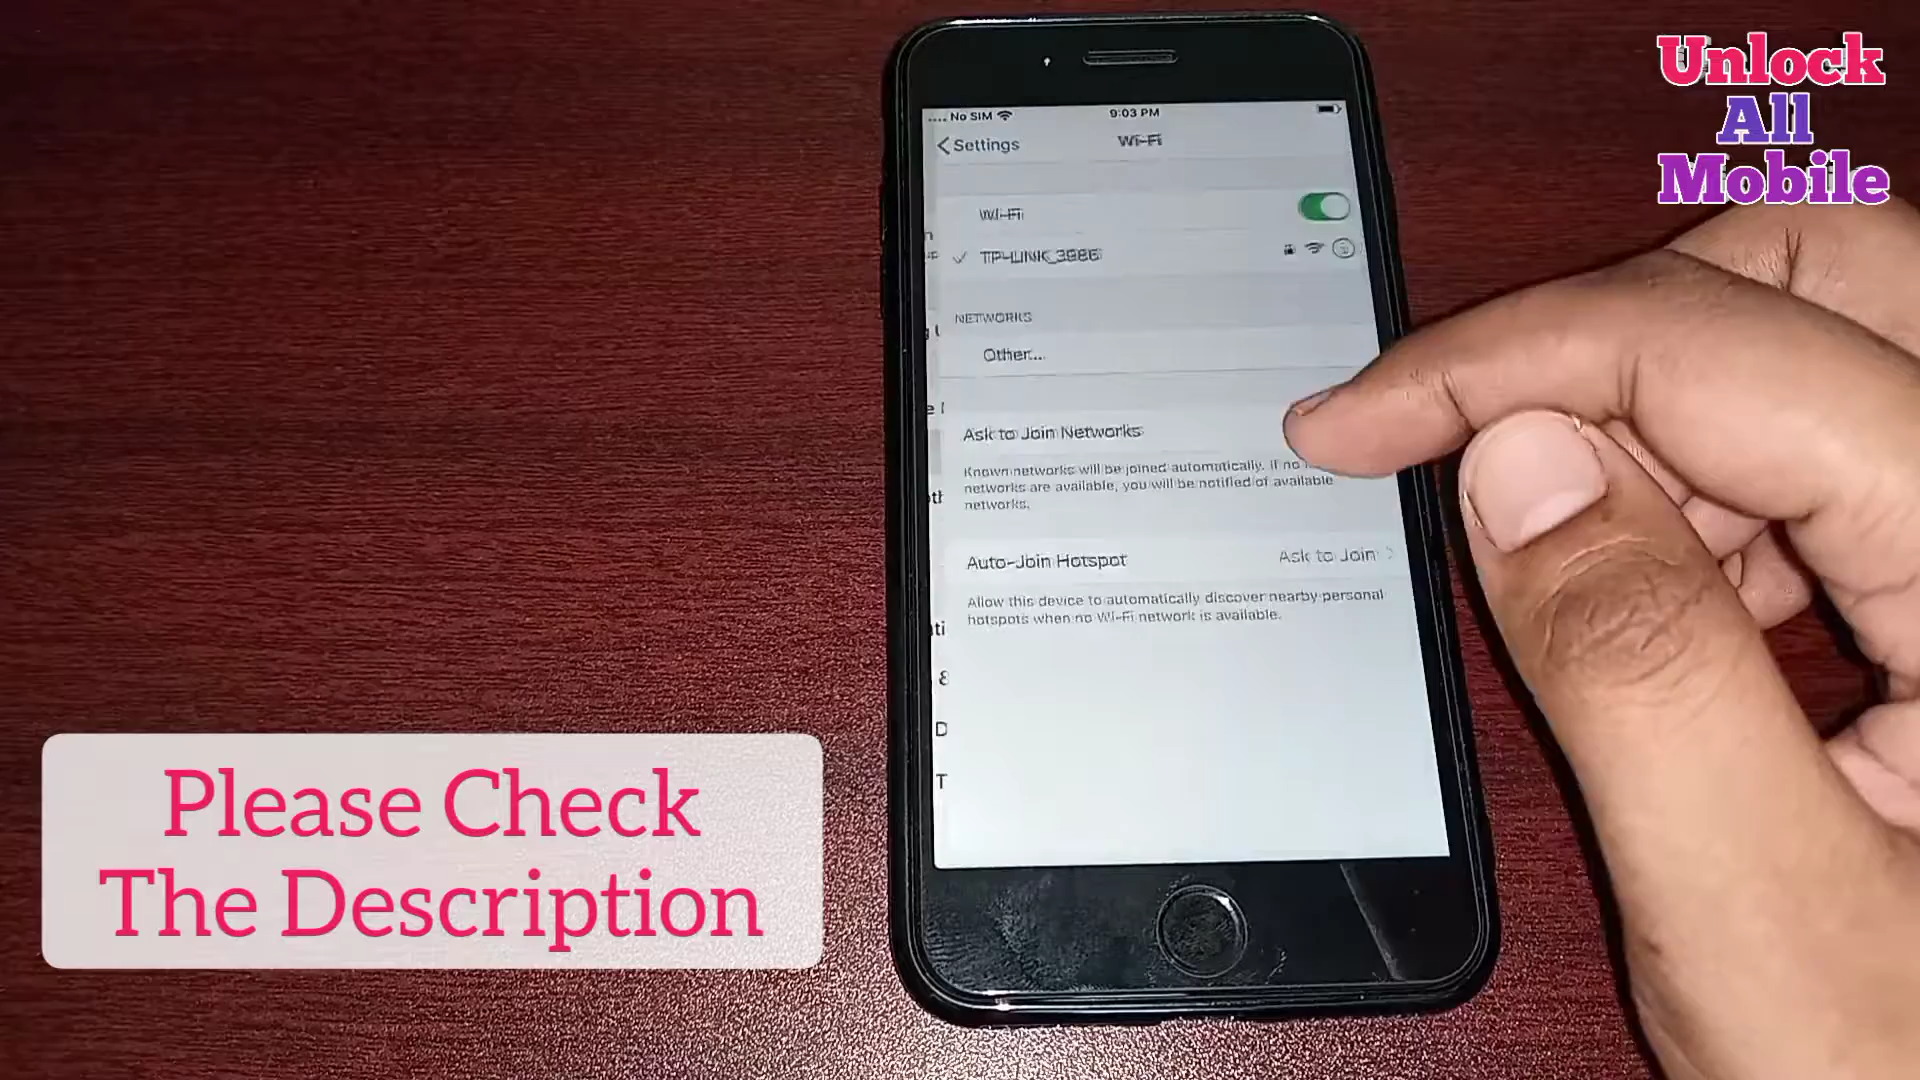 Unlock
All
Mobile
No SIM
9:03 PM
Settings
Wi-Fi
Wi-Fi
TP-LINK_3986
NETWORKS
Other...
Ask to Join Networks
Known networks will be joined automatically. If no
networks are available, you will be notified of available
networks.
Auto-Join Hotspot
Ask to Join
Allow this device to automatically discover nearby personal
hotspots when no Wi-Fi network is available.
Please Check
The Description